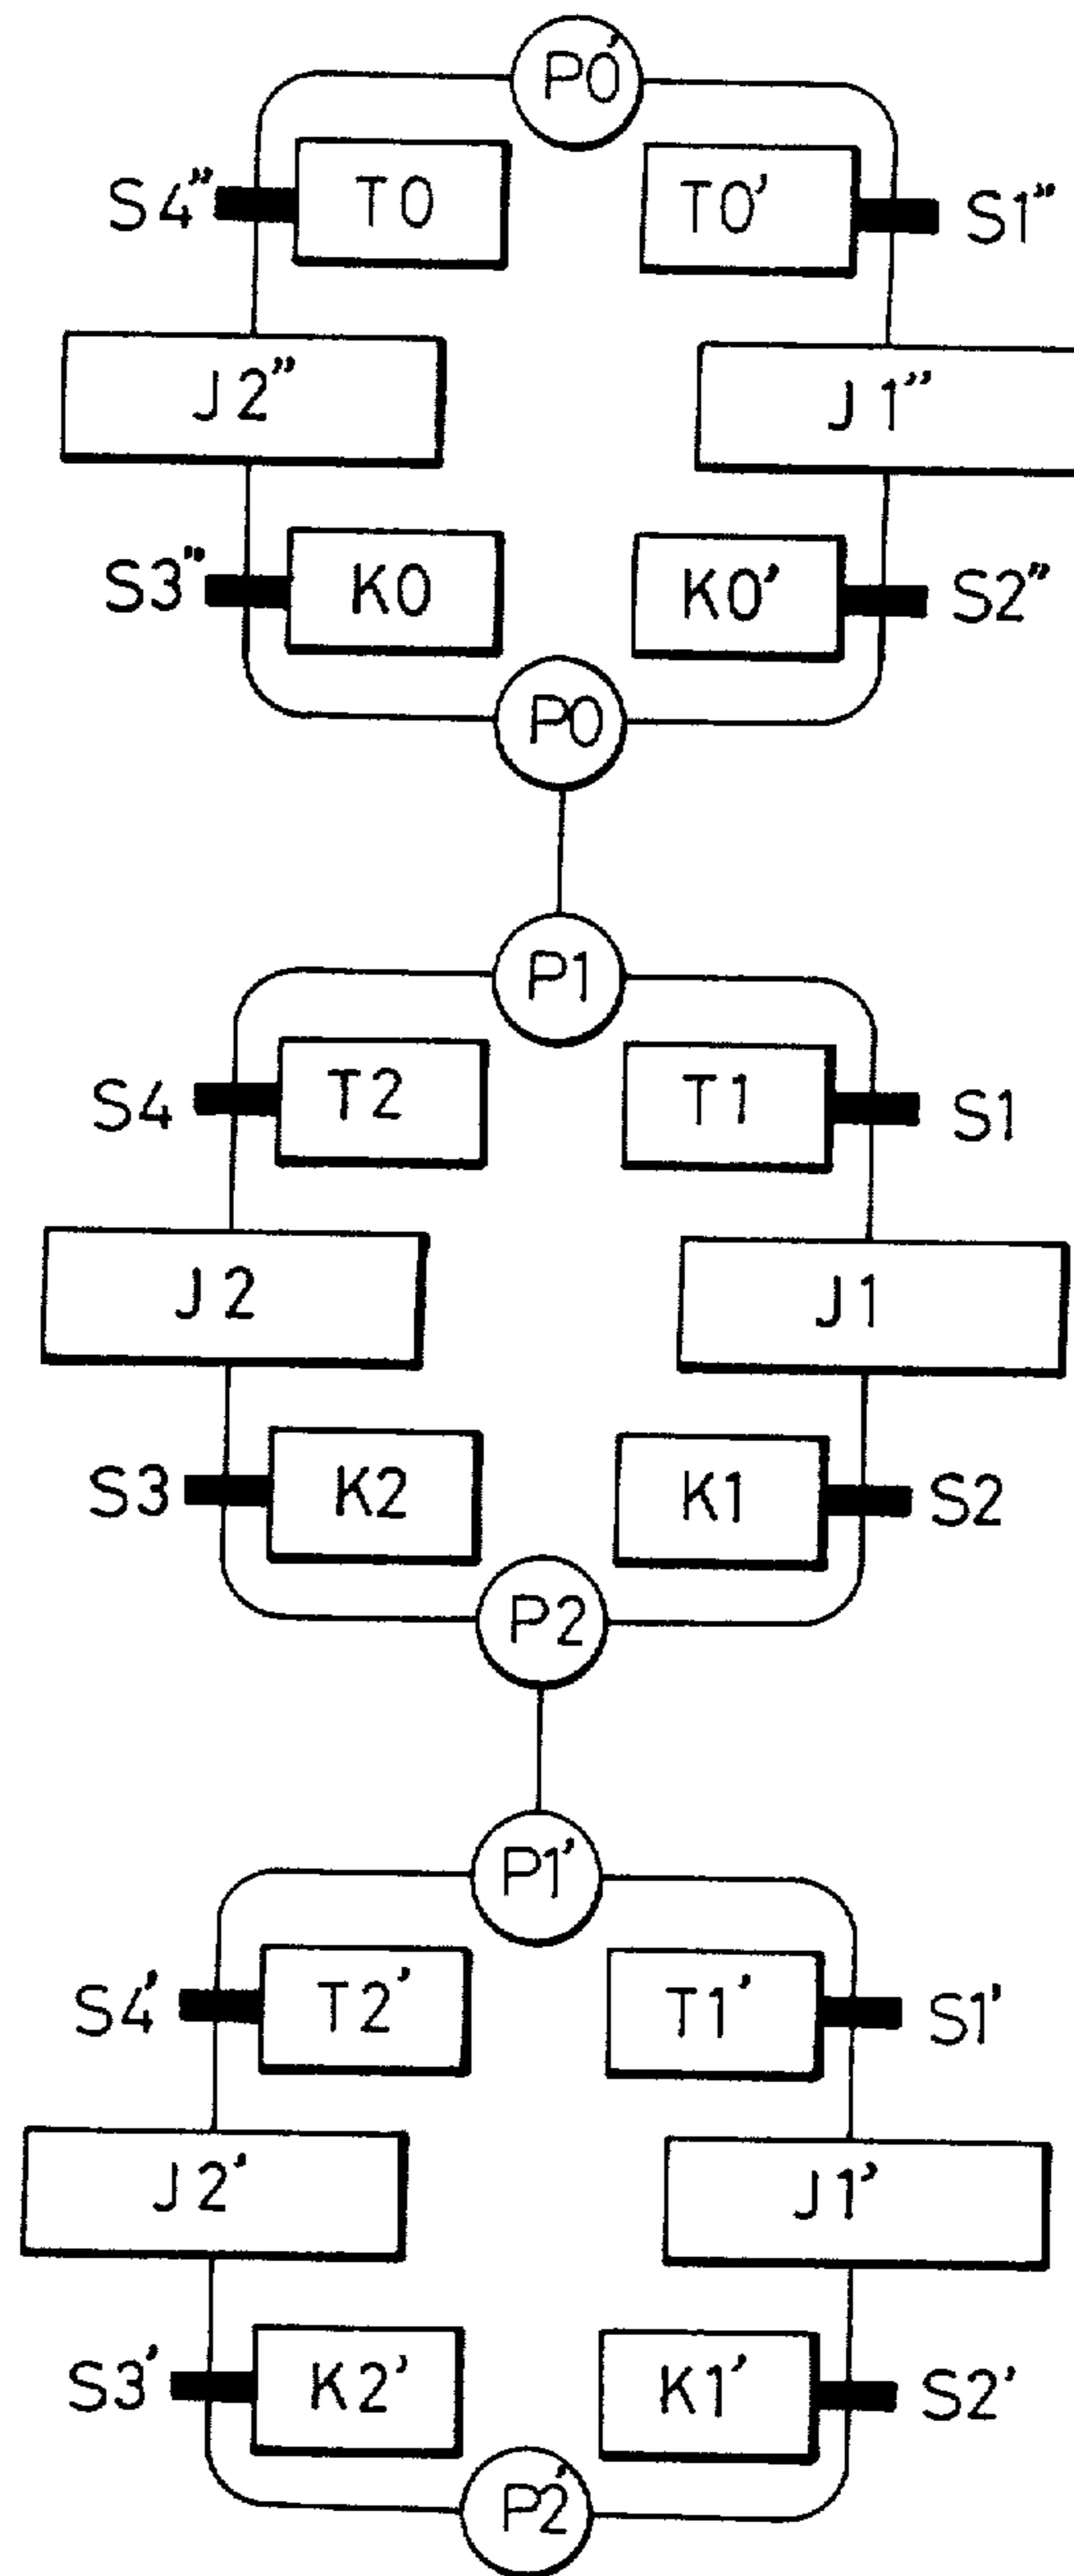 P0'
S4" T0 T0' S1"
J2" J1"
S3" K0 K0' S2"
P0
P1
S4 T2 T1 S1
J2 J1
S3 K2 K1 S2
P2
P1'
S4' T2' T1' S1'
J2' J1'
S3' K2' K1' S2'
P2'